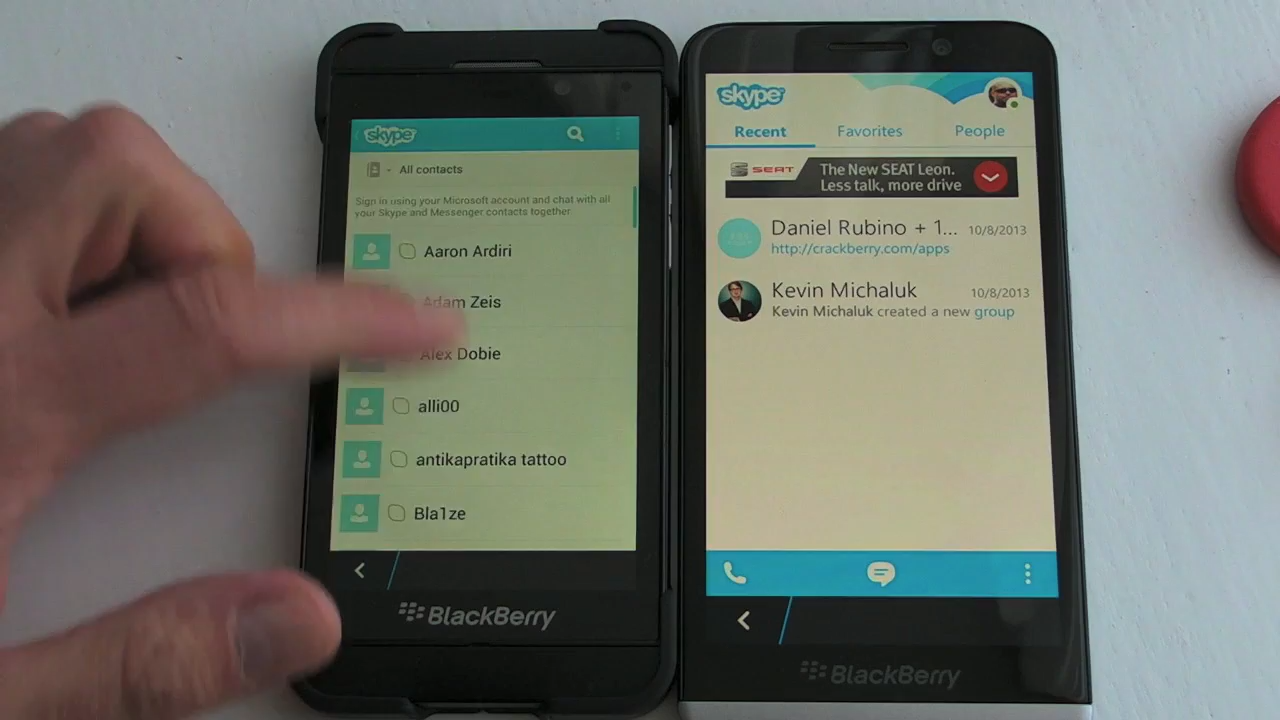 skype
All contacts
Sign in using your Microsoft account and chat with all
your Skype and Messenger contacts together
Aaron Ardiri
Adam Zeis
Alex Dobie
alli00
antikapratika tattoo
Bla1ze
BlackBerry
skype
Recent Favorites People
SEAT
The New SEAT Leon.
Less talk, more drive
Daniel Rubino + 1... 10/8/2013
http://crackberry.com/apps
Kevin Michaluk 10/8/2013
Kevin Michaluk created a new group
BlackBerry